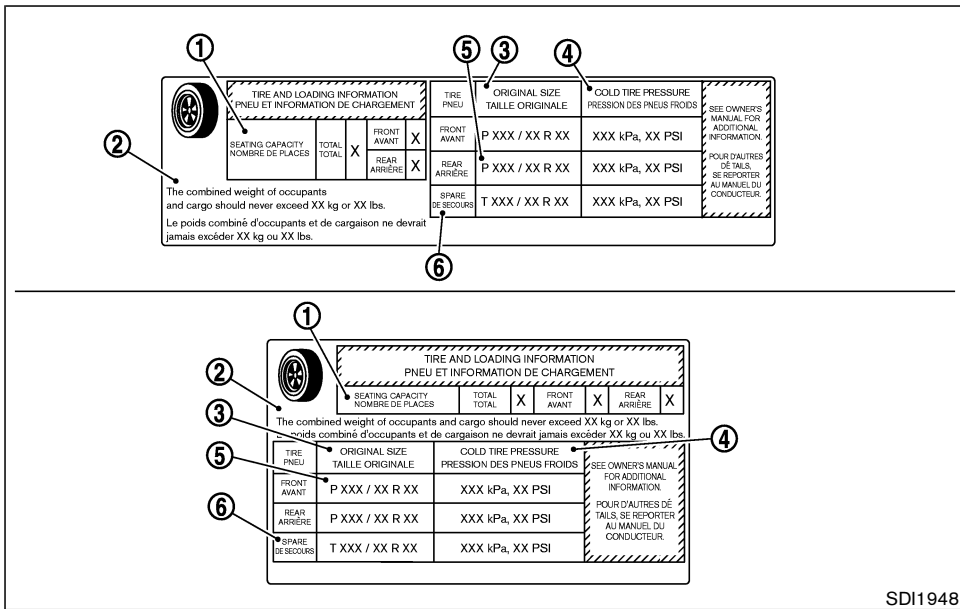 ① ⑤ ③ ④
TIRE AND LOADING INFORMATION
PNEU ET INFORMATION DE CHARGEMENT
SEATING CAPACITY
NOMBRE DE PLACES
TOTAL
TOTAL
X
FRONT
AVANT
X
REAR
ARRIÈRE
X
②
The combined weight of occupants
and cargo should never exceed XX kg or XX lbs.
Le poids combiné d'occupants et de cargaison ne devrait
jamais excéder XX kg ou XX lbs.
TIRE
PNEU
ORIGINAL SIZE
TAILLE ORIGINALE
COLD TIRE PRESSURE
PRESSION DES PNEUS FROIDS
FRONT
AVANT
P XXX / XX R XX
XXX kPa, XX PSI
REAR
ARRIÈRE
P XXX / XX R XX
XXX kPa, XX PSI
SPARE
DE SECOURS
T XXX / XX R XX
XXX kPa, XX PSI
SEE OWNER'S
MANUAL FOR
ADDITIONAL
INFORMATION.
POUR D'AUTRES
DÉ TAILS,
SE REPORTER
AU MANUEL DU
CONDUCTEUR.
⑥
①
TIRE AND LOADING INFORMATION
PNEU ET INFORMATION DE CHARGEMENT
SEATING CAPACITY
NOMBRE DE PLACES
TOTAL
TOTAL
X
FRONT
AVANT
X
REAR
ARRIÈRE
X
②
The combined weight of occupants and cargo should never exceed XX kg or XX lbs.
Le poids combiné d'occupants et de cargaison ne devrait jamais excéder XX kg ou XX lbs.
③
④
TIRE
PNEU
ORIGINAL SIZE
TAILLE ORIGINALE
COLD TIRE PRESSURE
PRESSION DES PNEUS FROIDS
⑤
FRONT
AVANT
P XXX / XX R XX
XXX kPa, XX PSI
REAR
ARRIÈRE
P XXX / XX R XX
XXX kPa, XX PSI
⑥
SPARE
DE SECOURS
T XXX / XX R XX
XXX kPa, XX PSI
SEE OWNER'S MANUAL
FOR ADDITIONAL
INFORMATION.
POUR D'AUTRES DÉ
TAILS, SE REPORTER
AU MANUEL DU
CONDUCTEUR.
SDI1948